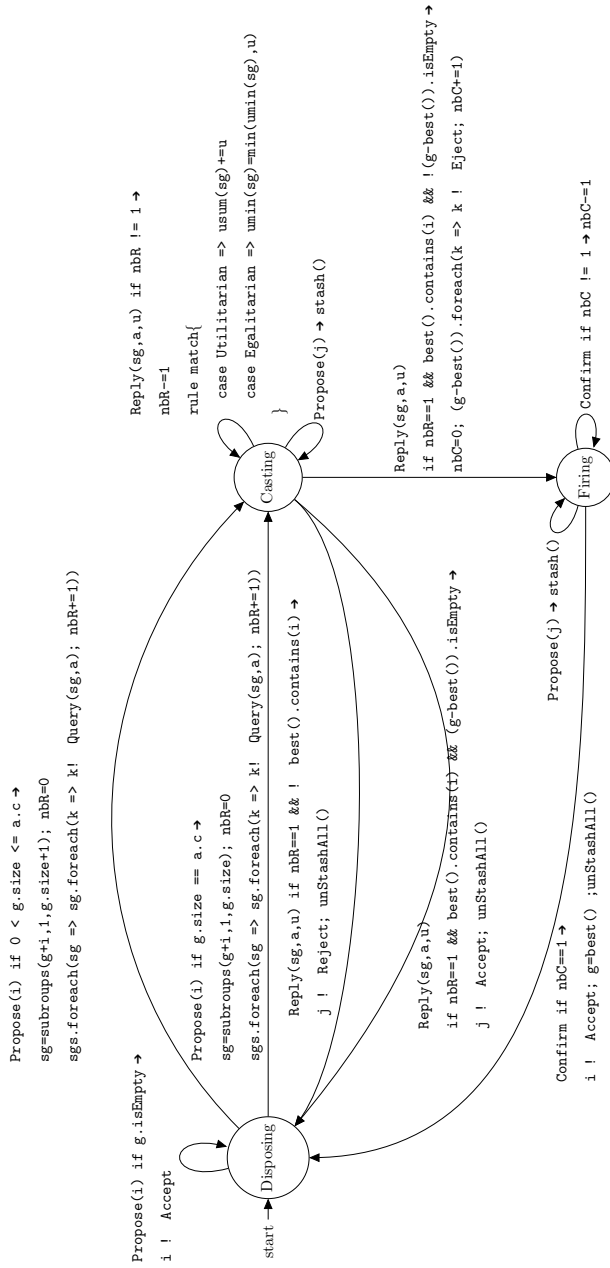 Propose(i) if g.isEmpty →
i ! Accept
Propose(i) if 0 < g.size <= a.c →
sg=subroups(g+i,1,g.size+1); nbR=0
sgs.foreach(sg => sg.foreach(k => k! Query(sg,a); nbR+=1))
Propose(i) if g.size == a.c →
sg=subroups(g+i,1,g.size); nbR=0
sgs.foreach(sg => sg.foreach(k => k! Query(sg,a); nbR+=1))
Reply(sg,a,u) if nbR==1 && ! best().contains(i) →
j ! Reject; unStashAll()
Reply(sg,a,u)
if nbR==1 && best().contains(i) && (g-best()).isEmpty →
j ! Accept; unStashAll()
Confirm if nbC==1 →
i ! Accept; g=best() ;unStashAll()
start
Disposing
Reply(sg,a,u) if nbR != 1 →
nbR-=1
rule match{
case Utilitarian => usum(sg)+=u
case Egalitarian => umin(sg)=min(umin(sg),u)
}
Propose(j) → stash()
Casting
Reply(sg,a,u)
if nbR==1 && best().contains(i) && !(g-best()).isEmpty →
nbC=0; (g-best()).foreach(k => k ! Eject; nbC+=1)
Propose(j) → stash()
Firing
Confirm if nbC != 1 → nbC-=1